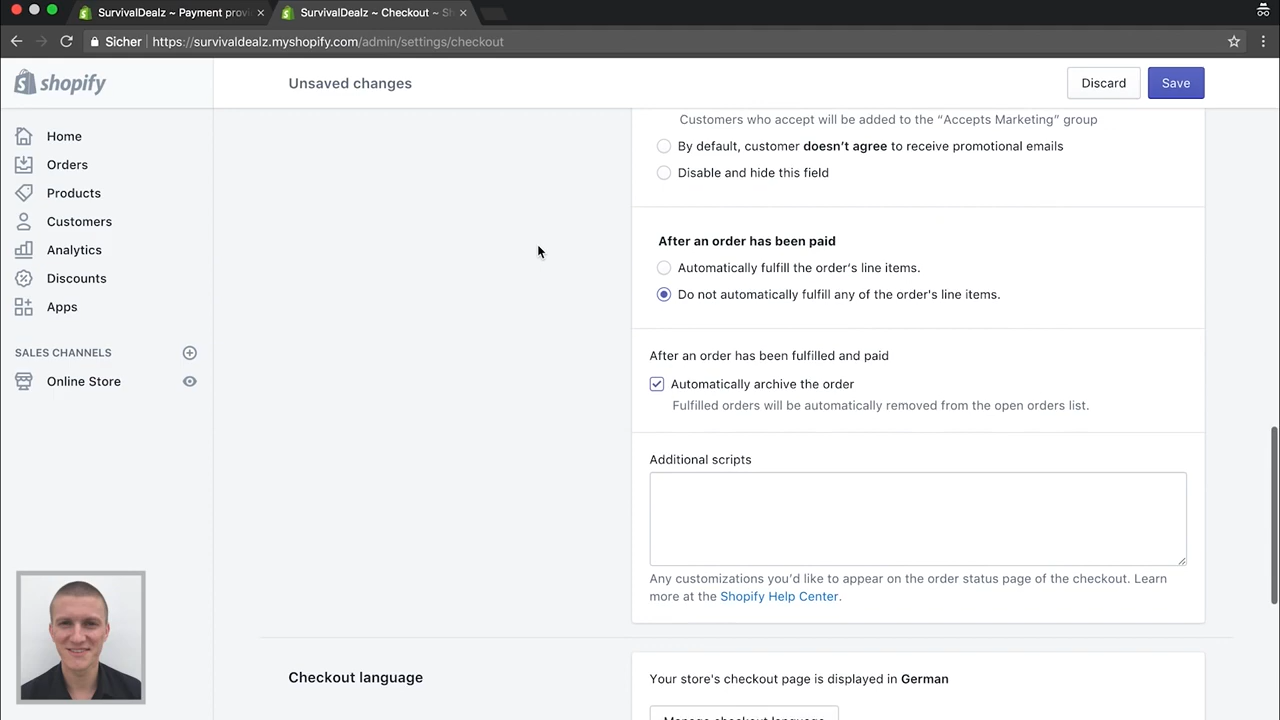 SurvivalDealz ~ Payment provi
SurvivalDealz ~ Checkout ~ Sh
Sicher
https://survivaldealz.myshopify.com/admin/settings/checkout
shopify
Unsaved changes
Discard
Save
Home
Orders
Products
Customers
Analytics
Discounts
Apps
SALES CHANNELS
Online Store
Customers who accept will be added to the “Accepts Marketing” group
By default, customer doesn’t agree to receive promotional emails
Disable and hide this field
After an order has been paid
Automatically fulfill the order's line items.
Do not automatically fulfill any of the order's line items.
After an order has been fulfilled and paid
Automatically archive the order
Fulfilled orders will be automatically removed from the open orders list.
Additional scripts
Any customizations you’d like to appear on the order status page of the checkout. Learn
more at the Shopify Help Center.
Checkout language
Your store's checkout page is displayed in German
Manage checkout language